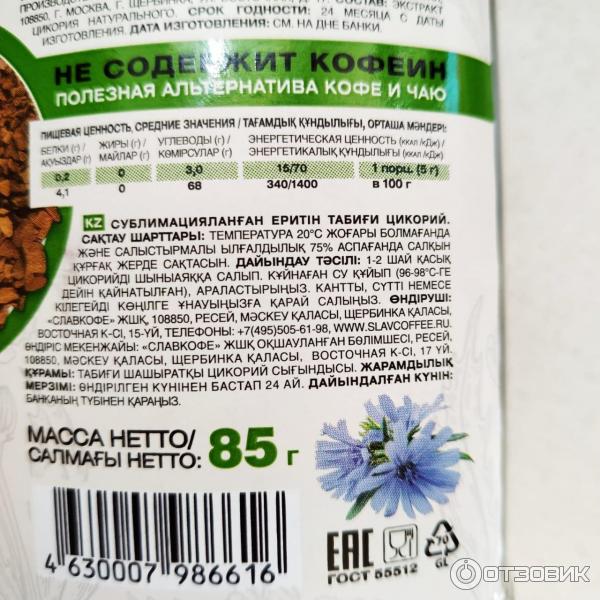 108850, Г. МОСКВА, Г. ЩЕРБИНКА,
ЦИКОРИЯ НАТУРАЛЬНОГО. СРОК ГОДНОСТИ: 24 МЕСЯЦА С ДАТЫ
ИЗГОТОВЛЕНИЯ. ДАТА ИЗГОТОВЛЕНИЯ: СМ. НА ДНЕ БАНКИ.
НЕ СОДЕРЖИТ КОФЕИН
ПОЛЕЗНАЯ АЛЬТЕРНАТИВА КОФЕ И ЧАЮ
ПИЩЕВАЯ ЦЕННОСТЬ, СРЕДНИЕ ЗНАЧЕНИЯ / ТАҒАМДЫҚ ҚҰНДЫЛЫҒЫ, ОРТАША МӘНДЕРІ:
БЕЛКИ (г) / ЖИРЫ (г) / УГЛЕВОДЫ (г) / ЭНЕРГЕТИЧЕСКАЯ ЦЕННОСТЬ (ккал /кДж) /
АҚУЫЗДАР (г) МАЙЛАР (г) КӨМІРСУЛАР (г) ЭНЕРГЕТИКАЛЫҚ ҚҰНДЫЛЫҒЫ (ккал /кДж)
0,2 0 3,0 15/70 1 порц. (5 г)
4,1 0 68 340/1400 в 100 г
KZ СУБЛИМАЦИЯЛАНҒАН ЕРИТІН ТАБИҒИ ЦИКОРИЙ.
САҚТАУ ШАРТТАРЫ: ТЕМПЕРАТУРА 20°С ЖОҒАРЫ БОЛМАҒАНДА
ЖӘНЕ САЛЫСТЫРМАЛЫ ЫЛҒАЛДЫЛЫҚ 75% АСПАҒАНДА САЛҚЫН
ҚҰРҒАҚ ЖЕРДЕ САҚТАСЫН. ДАЙЫНДАУ ТӘСІЛІ: 1-2 ШАЙ ҚАСЫҚ
ЦИКОРИЙДІ ШЫНЫАЯҚҚА САЛЫП. ҚҰЙНАҒАН СУ ҚҰЙЫП (96-98°С-ГЕ
ДЕЙІН ҚАЙНАТЫЛҒАН), АРАЛАСТЫРЫҢЫЗ. КАНТТЫ, СҮТТІ НЕМЕСЕ
КІЛЕГЕЙДІ КӨҢІЛГЕ ҰНАУЫҢЫЗҒА ҚАРАЙ САЛЫҢЫЗ. ӨНДІРУШІ:
«СЛАВКОФЕ» ЖШҚ, 108850, РЕСЕЙ, МӘСКЕУ ҚАЛАСЫ, ЩЕРБИНКА ҚАЛАСЫ,
ВОСТОЧНАЯ К-СІ, 15-ҮЙ, ТЕЛЕФОНЫ: +7(495)505-61-98, WWW.SLAVCOFFEE.RU
ӨНДІРІС МЕКЕНЖАЙЫ: «СЛАВКОФЕ» ЖШҚ ОҚШАУЛАНҒАН БӨЛІМШЕСІ, РЕСЕЙ,
108850, МӘСКЕУ ҚАЛАСЫ, ЩЕРБИНКА ҚАЛАСЫ, ВОСТОЧНАЯ К-СІ, 17 ҮЙ.
ҚҰРАМЫ: ТАБИҒИ ШАШЫРАТҚЫ ЦИКОРИЙ СЫҒЫНДЫСЫ. ЖАРАМДЫЛЫҚ
МЕРЗІМІ: ӨНДІРІЛГЕН КҮНІНЕН БАСТАП 24 АЙ. ДАЙЫНДАЛҒАН КҮНІН:
БАНКАНЫҢ ТҮБІНЕН ҚАРАҢЫЗ.
МАССА НЕТТО/
САЛМАҒЫ НЕТТО: 85 г
4 630007 986616
EAC
ГОСТ 55512
70
GL
ОТЗОВИК